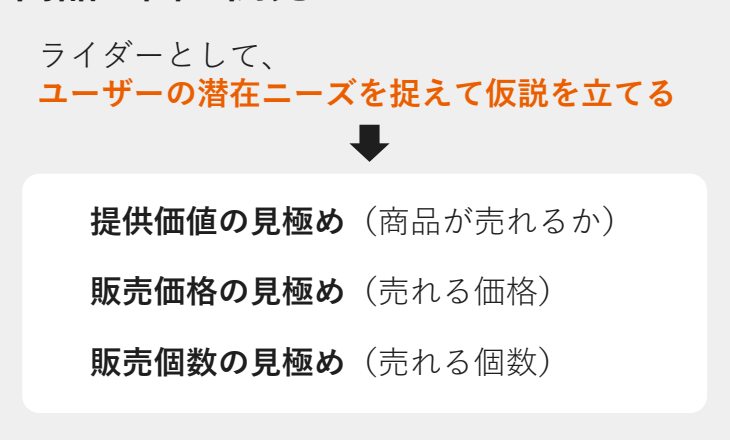 ライダーとして、
ユーザーの潜在ニーズを捉えて仮説を立てる
提供価値の見極め（商品が売れるか）
販売価格の見極め（売れる価格）
販売個数の見極め（売れる個数）